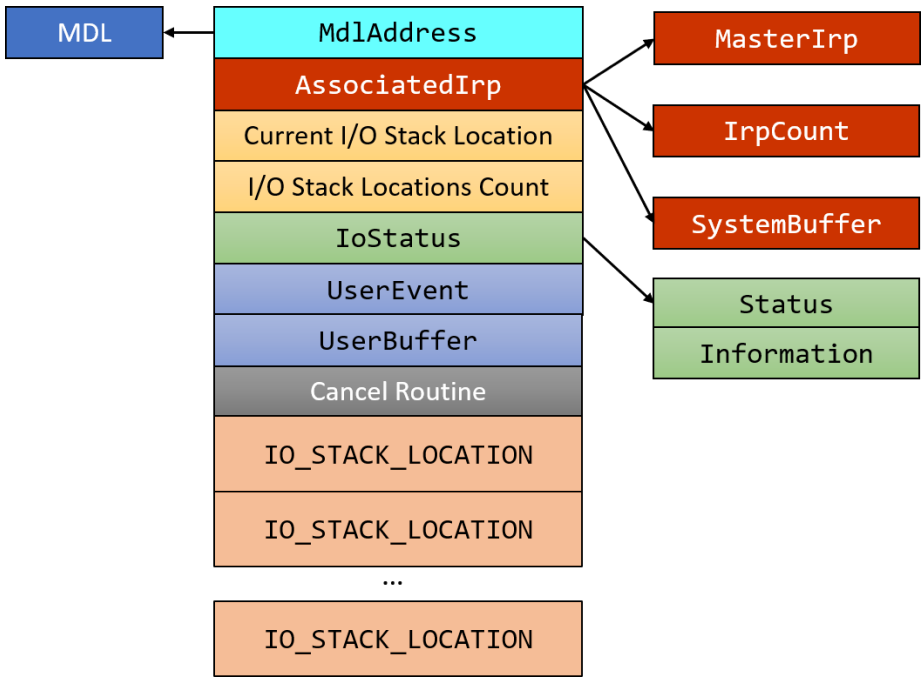 MDL
MdlAddress
AssociatedIrp
Current I/O Stack Location
I/O Stack Locations Count
IoStatus
UserEvent
UserBuffer
Cancel Routine
IO_STACK_LOCATION
IO_STACK_LOCATION
...
IO_STACK_LOCATION
MasterIrp
IrpCount
SystemBuffer
Status
Information